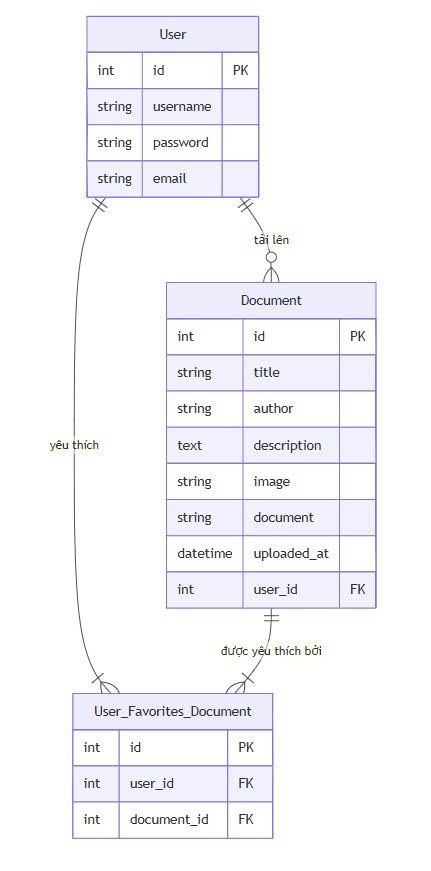 User
int id PK
string username
string password
string email
tải lên
Document
int id PK
string title
string author
text description
string image
string document
datetime uploaded_at
int user_id FK
yêu thích
được yêu thích bởi
User_Favorites_Document
int id PK
int user_id FK
int document_id FK